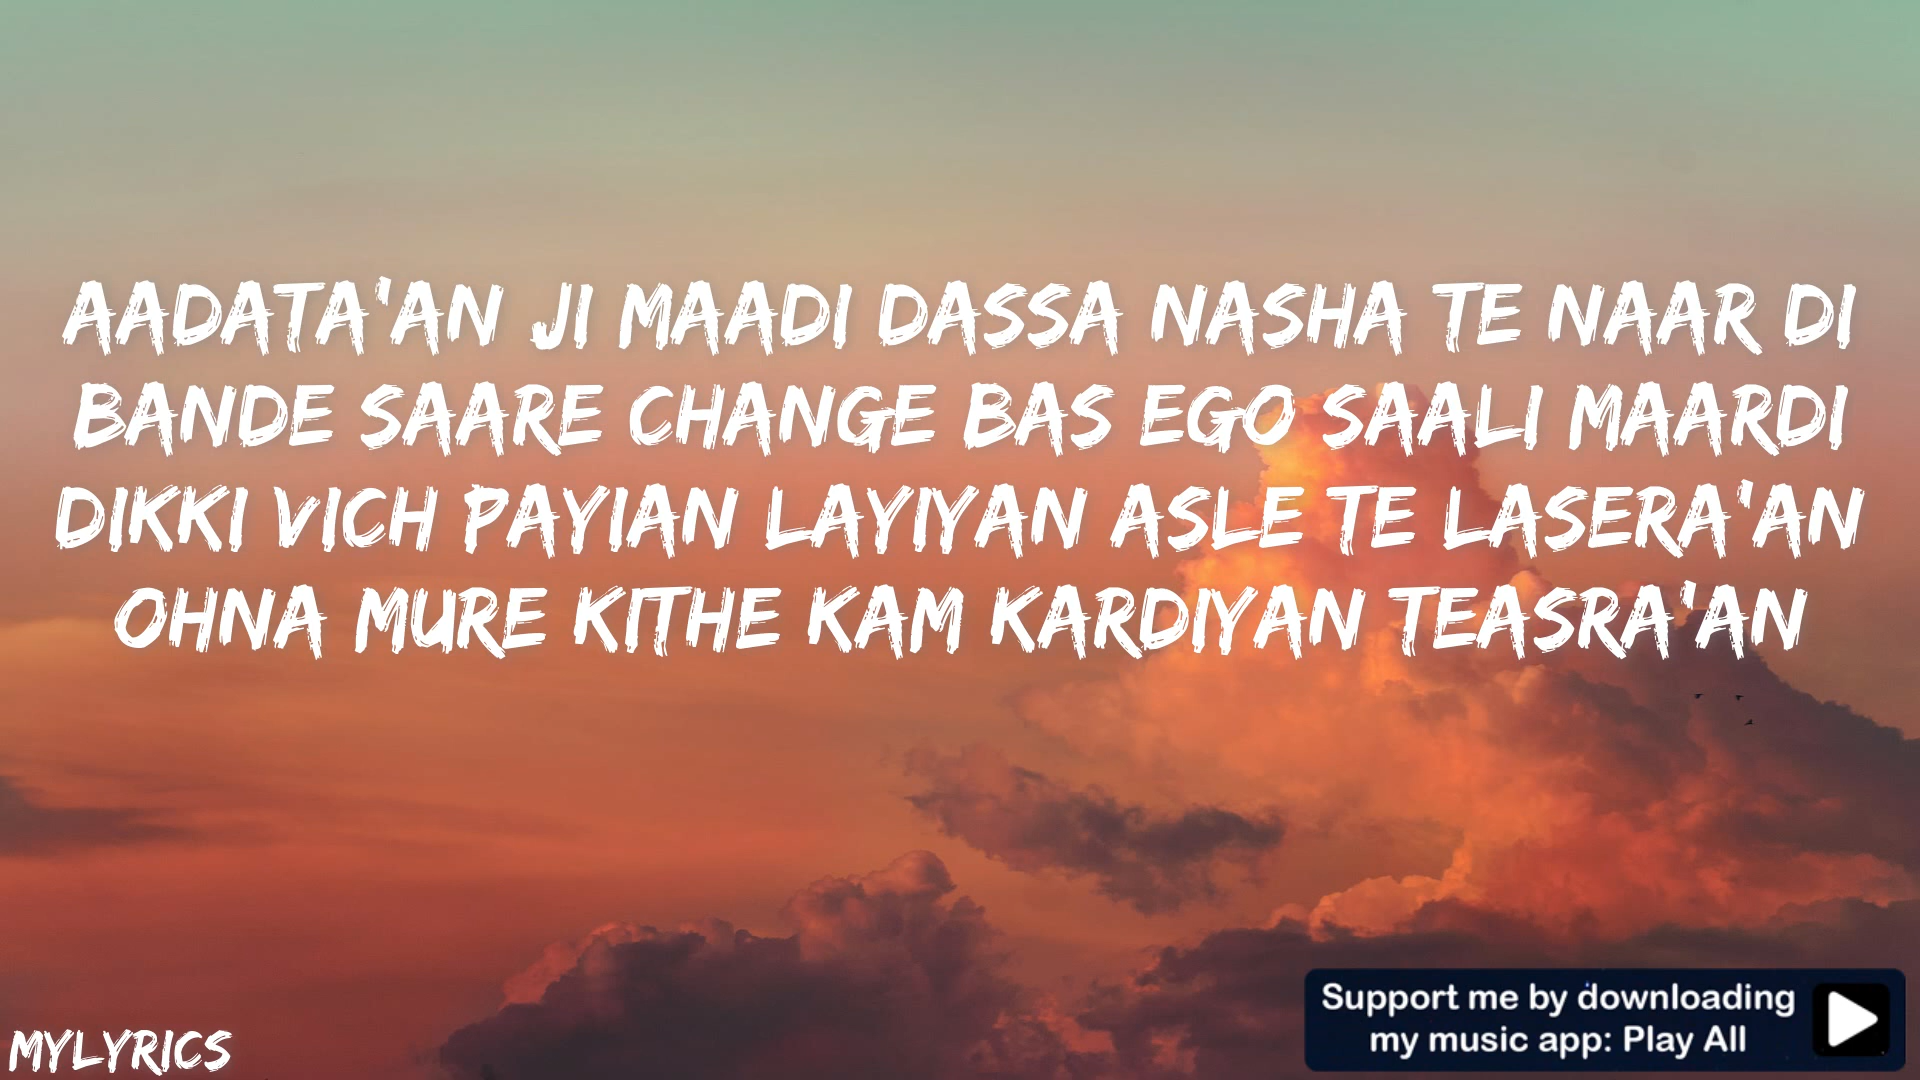 AADATA'AN JI MAADI DASSA NASHA TE NAAR DI
BANDE SAARE CHANGE BAS EGO SAALI MAARDI
DIKKI VICH PAYIAN LAYIYAN ASLE TE LASERA'AN
OHNA MURE KITHE KAM KARDIYAN TEASRA'AN
Support me by downloading
my music app: Play All
MYLYRICS